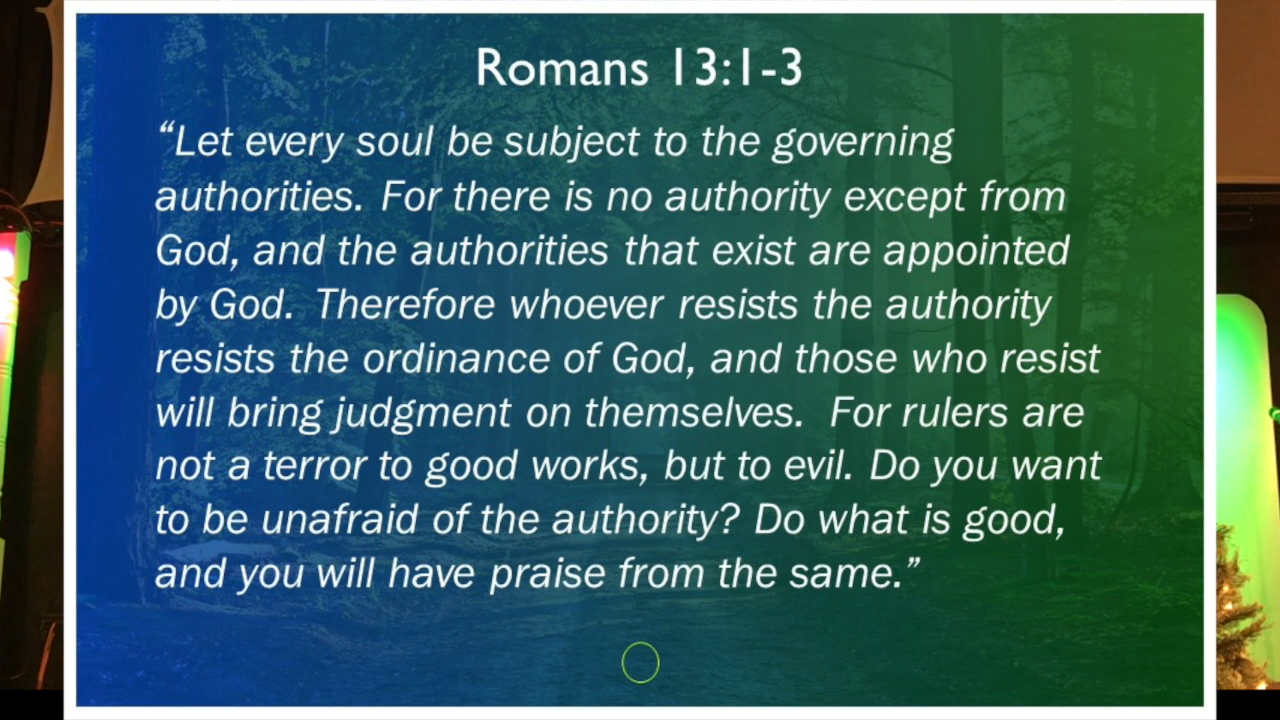 Romans 13:1-3
“Let every soul be subject to the governing
authorities. For there is no authority except from
God, and the authorities that exist are appointed
by God. Therefore whoever resists the authority
resists the ordinance of God, and those who resist
will bring judgment on themselves. For rulers are
not a terror to good works, but to evil. Do you want
to be unafraid of the authority? Do what is good,
and you will have praise from the same.”